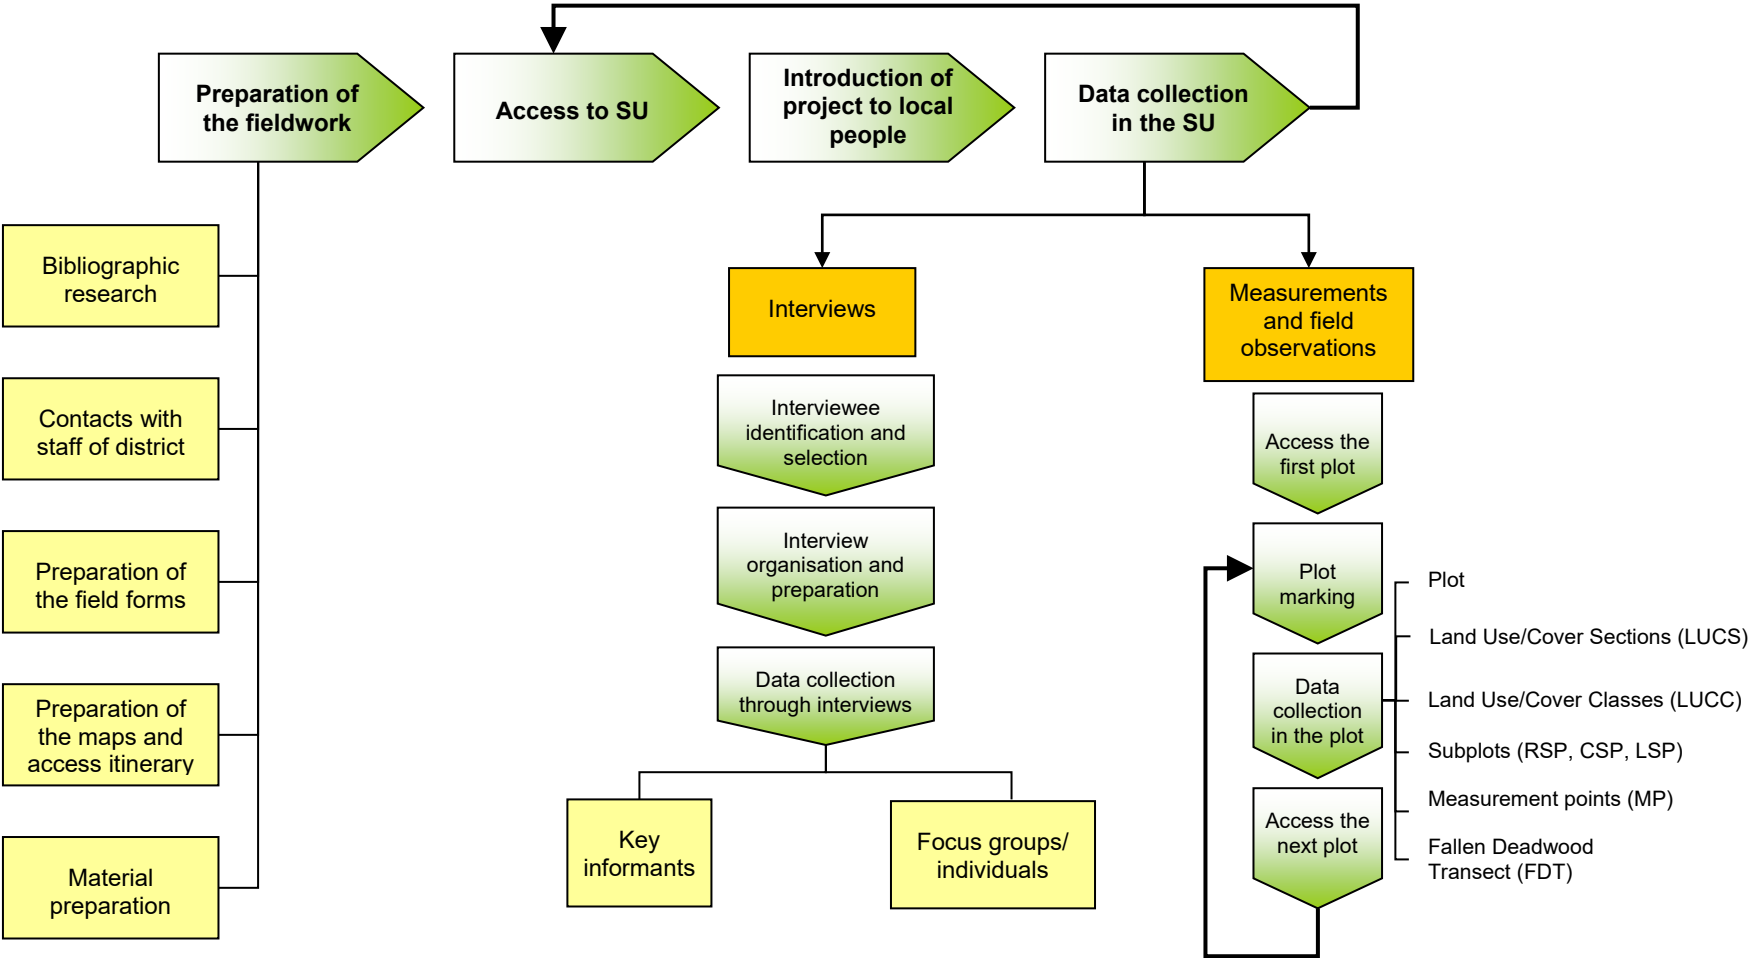 Preparation of
the fieldwork
Access to SU
Introduction of
project to local
people
Data collection
in the SU
Bibliographic
research
Contacts with
staff of district
Preparation of
the field forms
Preparation of
the maps and
access itinerary
Material
preparation
Interviews
Interviewee
identification and
selection
Interview
organisation and
preparation
Data collection
through interviews
Key
informants
Focus groups/
individuals
Measurements
and field
observations
Access the
first plot
Plot
marking
Data
collection
in the plot
Access the
next plot
Plot
Land Use/Cover Sections (LUCS)
Land Use/Cover Classes (LUCC)
Subplots (RSP, CSP, LSP)
Measurement points (MP)
Fallen Deadwood
Transect (FDT)